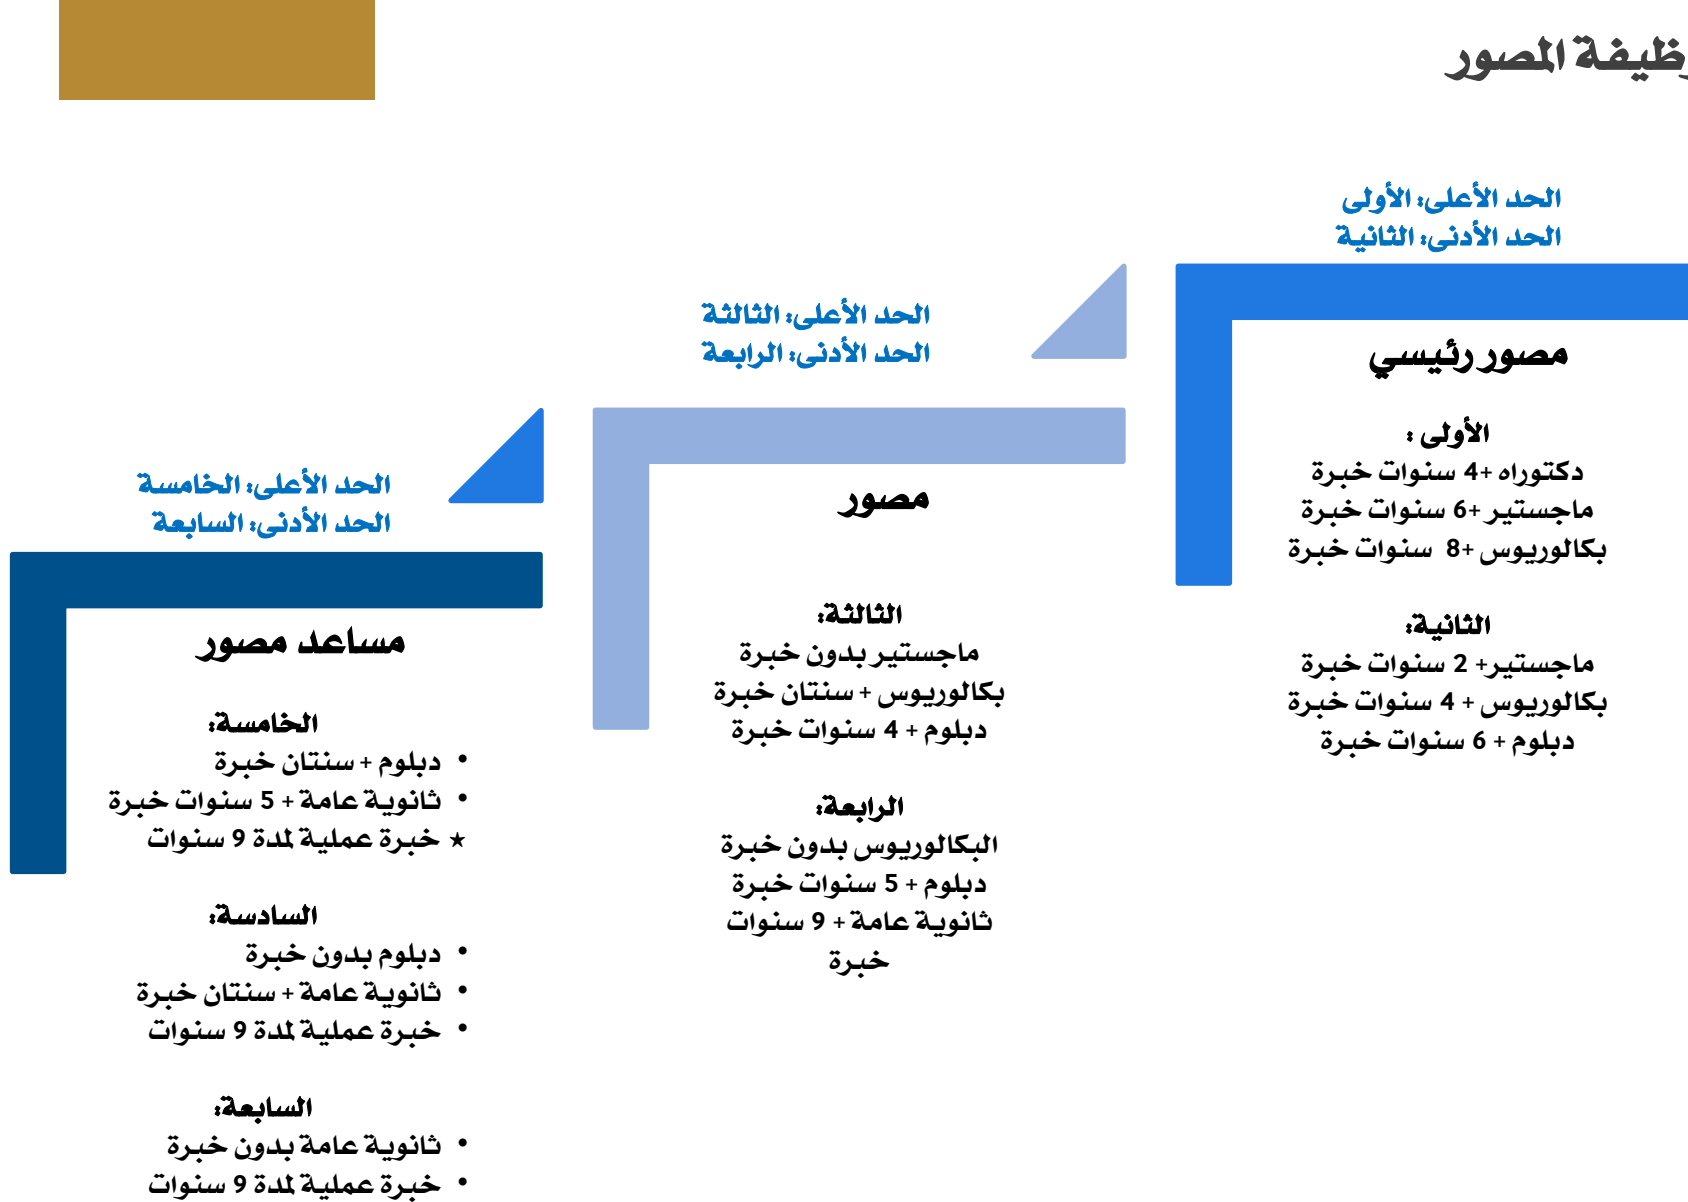 وظيفة المصور
الحد الأعلى: الأولى
الحد الأدنى: الثانية
مصور رئيسي
الأولى :
دكتوراه +4 سنوات خبرة
ماجستير +6 سنوات خبرة
بكالوريوس +8 سنوات خبرة
الثانية:
ماجستير+ 2 سنوات خبرة
بكالوريوس + 4 سنوات خبرة
دبلوم + 6 سنوات خبرة
الحد الأعلى: الثالثة
الحد الأدنى: الرابعة
مصور
الثالثة:
ماجستير بدون خبرة
بكالوريوس + سنتان خبرة
دبلوم + 4 سنوات خبرة
الرابعة:
البكالوريوس بدون خبرة
دبلوم + 5 سنوات خبرة
ثانوية عامة + 9 سنوات
خبرة
الحد الأعلى: الخامسة
الحد الأدنى: السابعة
مساعد مصور
الخامسة:
• دبلوم + سنتان خبرة
• ثانوية عامة + 5 سنوات خبرة
★ خبرة عملية لمدة 9 سنوات
السادسة:
• دبلوم بدون خبرة
• ثانوية عامة + سنتان خبرة
• خبرة عملية لمدة 9 سنوات
السابعة:
• ثانوية عامة بدون خبرة
• خبرة عملية لمدة 9 سنوات